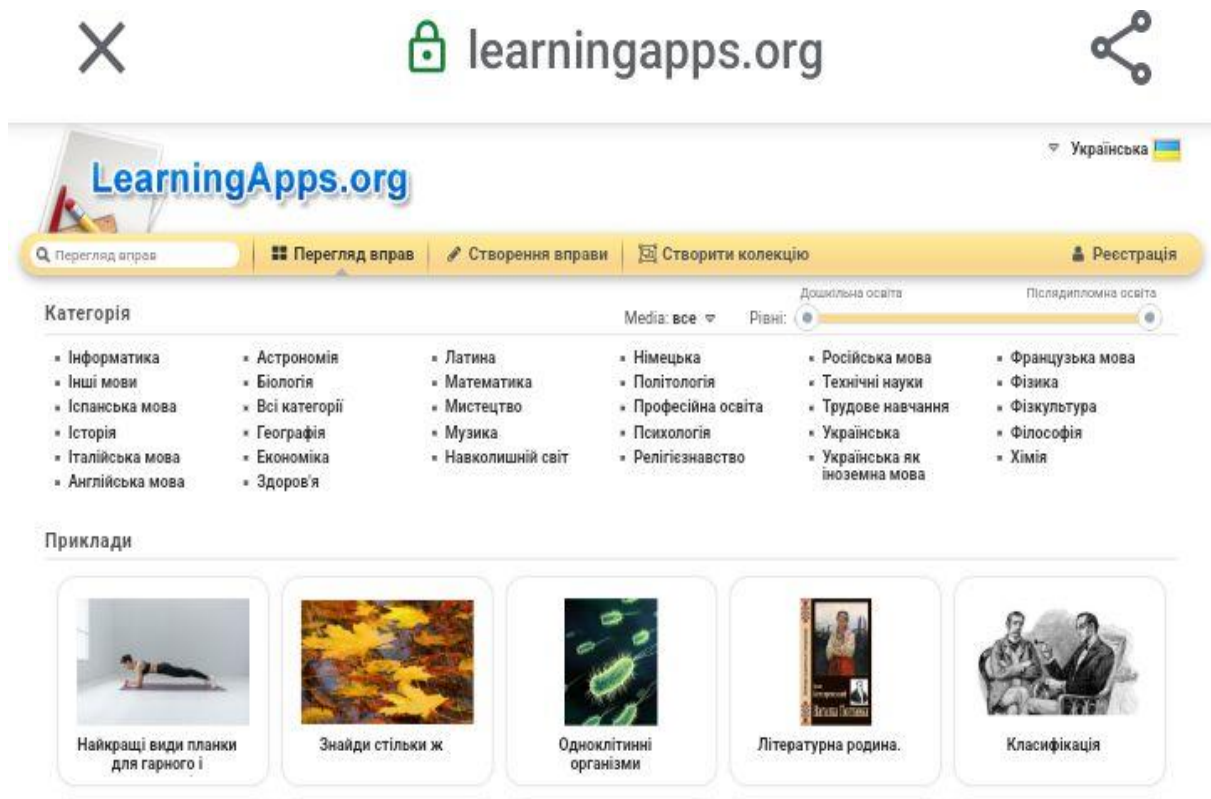 learningapps.org
Українська
LearningApps.org
Перегляд вправ
Перегляд вправ
Створення вправи
Створити колекцію
Реєстрація
Категорія
Media: все
Рівні:
Дошкільна освіта
Післядипломна освіта
Інформатика
Інші мови
Іспанська мова
Історія
Італійська мова
Англійська мова
Астрономія
Біологія
Всі категорії
Географія
Економіка
Здоров'я
Латина
Математика
Мистецтво
Музика
Навколишній світ
Німецька
Політологія
Професійна освіта
Психологія
Релігієзнавство
Російська мова
Технічні науки
Трудове навчання
Українська
Українська як
іноземна мова
Французька мова
Фізика
Фізкультура
Філософія
Хімія
Приклади
Найкращі види планки
для гарного і
Знайди стільки ж
Одноклітинні
організми
Літературна родина.
Класифікація